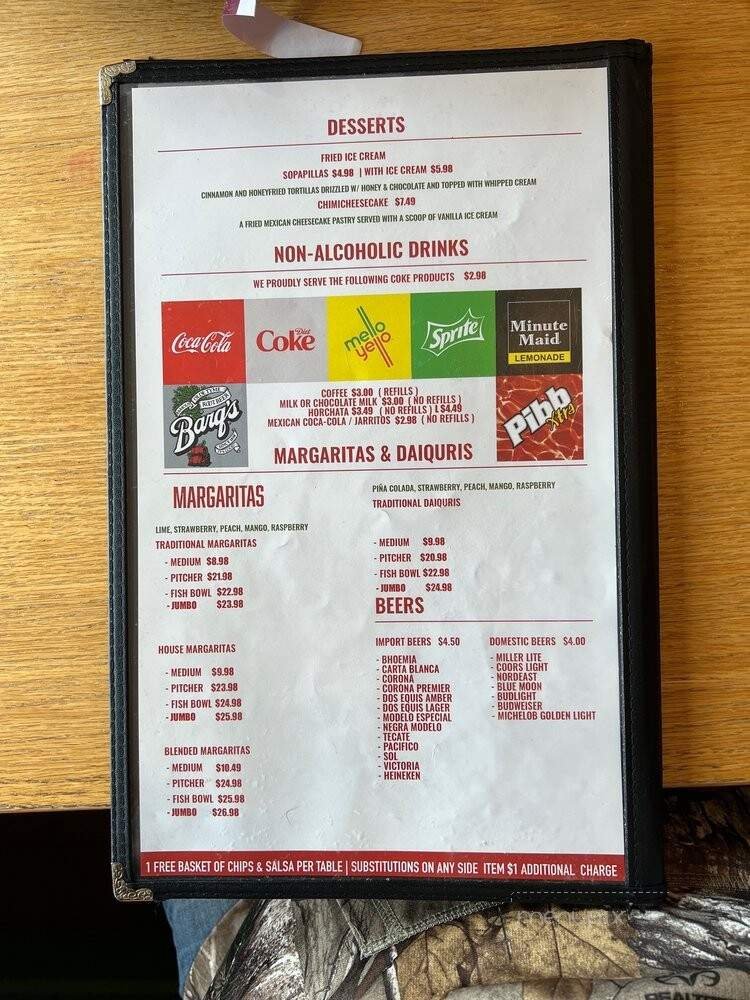 DESSERTS
FRIED ICE CREAM
SOPAPILLAS $4.98 | WITH ICE CREAM $5.98
CINNAMON AND HONEYFRIED TORTILLAS DRIZZLED W/ HONEY & CHOCOLATE AND TOPPED WITH WHIPPED CREAM
CHIMICHEESECAKE $7.49
A FRIED MEXICAN CHEESECAKE PASTRY SERVED WITH A SCOOP OF VANILLA ICE CREAM
NON-ALCOHOLIC DRINKS
WE PROUDLY SERVE THE FOLLOWING COKE PRODUCTS $2.98
Coca-Cola
Diet
Coke
mello
yello
Sprite
Minute
Maid
LEMONADE
Barq's
Pibb
Xtra
COFFEE $3.00 ( REFILLS )
MILK OR CHOCOLATE MILK $3.00 ( NO REFILLS )
HORCHATA $3.49 ( NO REFILLS ) L $4.49
MEXICAN COCA-COLA / JARRITOS $2.98 ( NO REFILLS )
MARGARITAS & DAIQURIS
MARGARITAS
LIME, STRAWBERRY, PEACH, MANGO, RASPBERRY
TRADITIONAL MARGARITAS
- MEDIUM $8.98
- PITCHER $21.98
- FISH BOWL $22.98
- JUMBO $23.98
HOUSE MARGARITAS
- MEDIUM $9.98
- PITCHER $23.98
- FISH BOWL $24.98
- JUMBO $25.98
BLENDED MARGARITAS
- MEDIUM $10.49
- PITCHER $24.98
- FISH BOWL $25.98
- JUMBO $26.98
PIÑA COLADA, STRAWBERRY, PEACH, MANGO, RASPBERRY
TRADITIONAL DAIQURIS
- MEDIUM $9.98
- PITCHER $20.98
- FISH BOWL $22.98
- JUMBO $24.98
BEERS
IMPORT BEERS $4.50
- BHOEMIA
- CARTA BLANCA
- CORONA
- CORONA PREMIER
- DOS EQUIS AMBER
- DOS EQUIS LAGER
- MODELO ESPECIAL
- NEGRA MODELO
- TECATE
- PACIFICO
- SOL
- VICTORIA
- HEINEKEN
DOMESTIC BEERS $4.00
- MILLER LITE
- COORS LIGHT
- NORDEAST
- BLUE MOON
- BUDLIGHT
- BUDWEISER
- MICHELOB GOLDEN LIGHT
1 FREE BASKET OF CHIPS & SALSA PER TABLE | SUBSTITUTIONS ON ANY SIDE ITEM $1 ADDITIONAL CHARGE